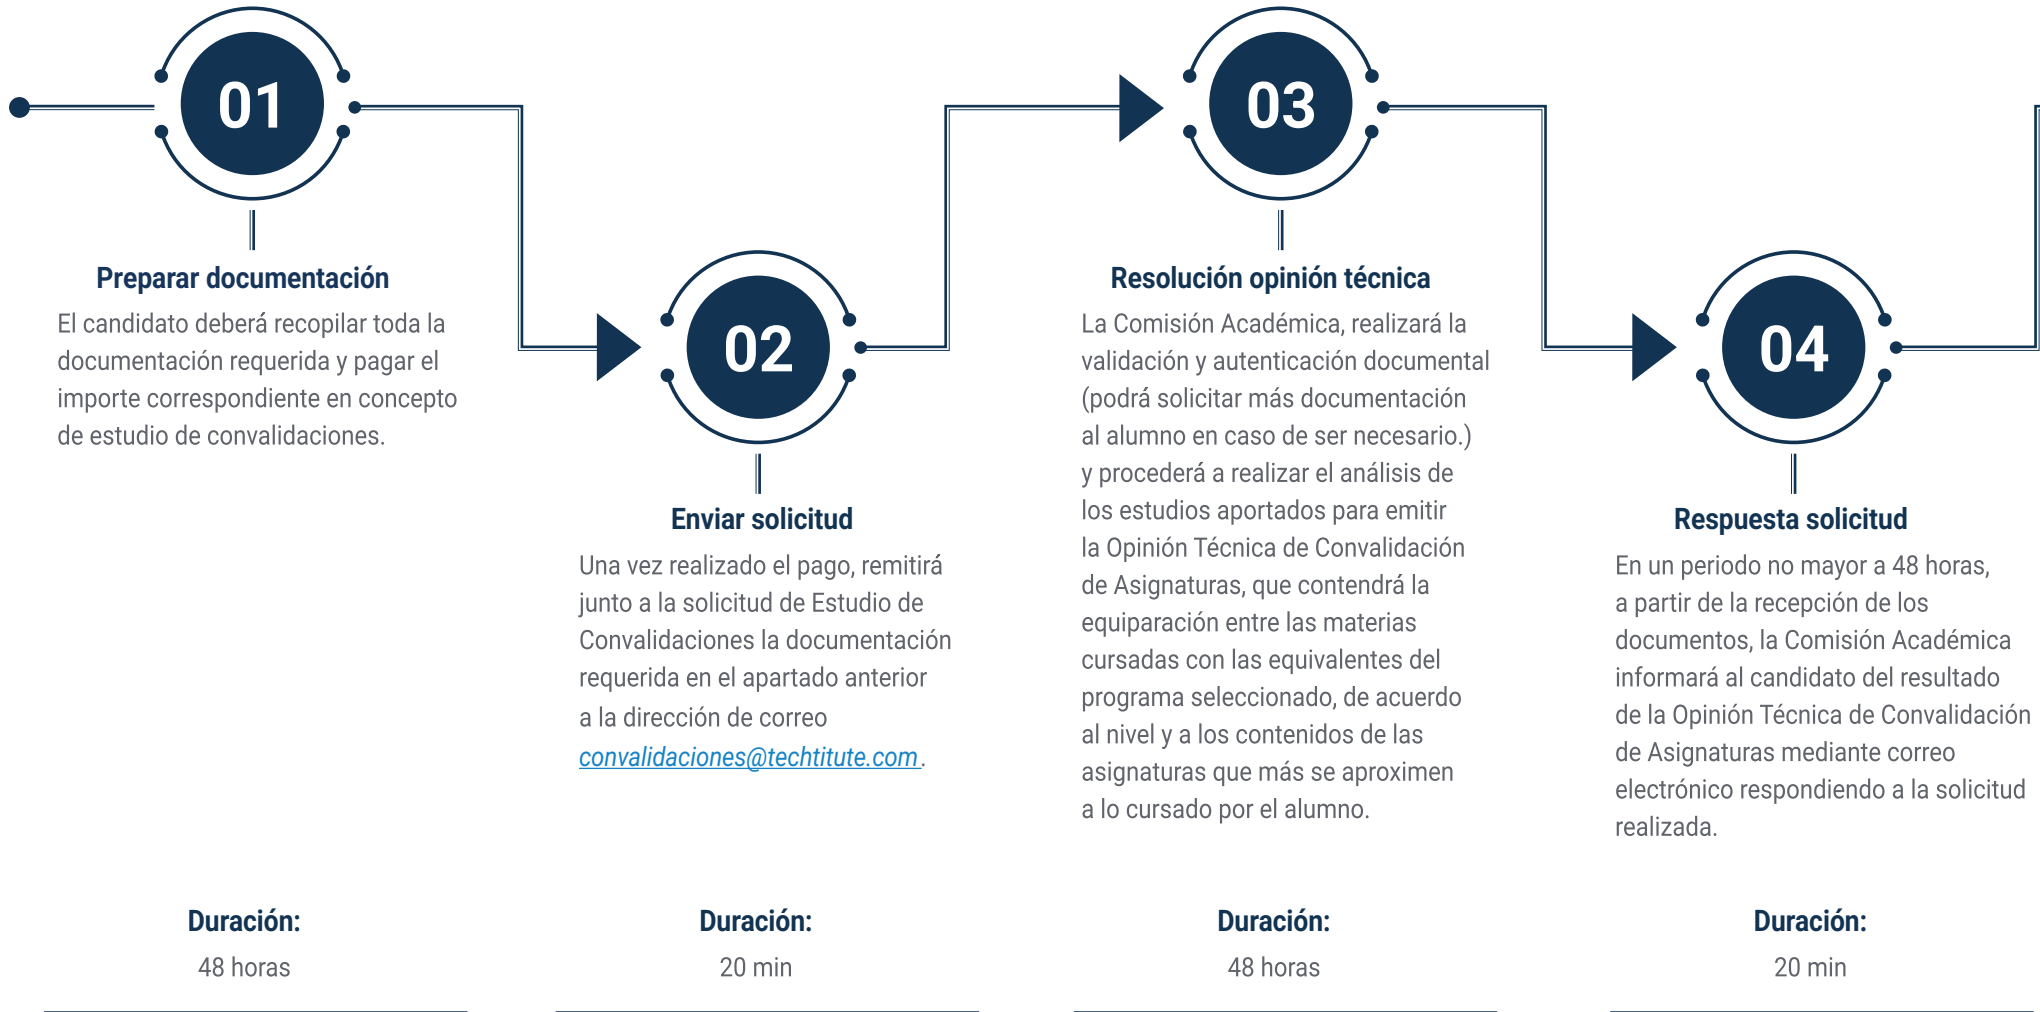 01
Preparar documentación
El candidato deberá recopilar toda la
documentación requerida y pagar el
importe correspondiente en concepto
de estudio de convalidaciones.
Duración:
48 horas
02
Enviar solicitud
Una vez realizado el pago, remitirá
junto a la solicitud de Estudio de
Convalidaciones la documentación
requerida en el apartado anterior
a la dirección de correo
convalidaciones@techtitute.com .
Duración:
20 min
03
Resolución opinión técnica
La Comisión Académica, realizará la
validación y autenticación documental
(podrá solicitar más documentación
al alumno en caso de ser necesario.)
y procederá a realizar el análisis de
los estudios aportados para emitir
la Opinión Técnica de Convalidación
de Asignaturas, que contendrá la
equiparación entre las materias
cursadas con las equivalentes del
programa seleccionado, de acuerdo
al nivel y a los contenidos de las
asignaturas que más se aproximen
a lo cursado por el alumno.
Duración:
48 horas
04
Respuesta solicitud
En un periodo no mayor a 48 horas,
a partir de la recepción de los
documentos, la Comisión Académica
informará al candidato del resultado
de la Opinión Técnica de Convalidación
de Asignaturas mediante correo
electrónico respondiendo a la solicitud
realizada.
Duración:
20 min